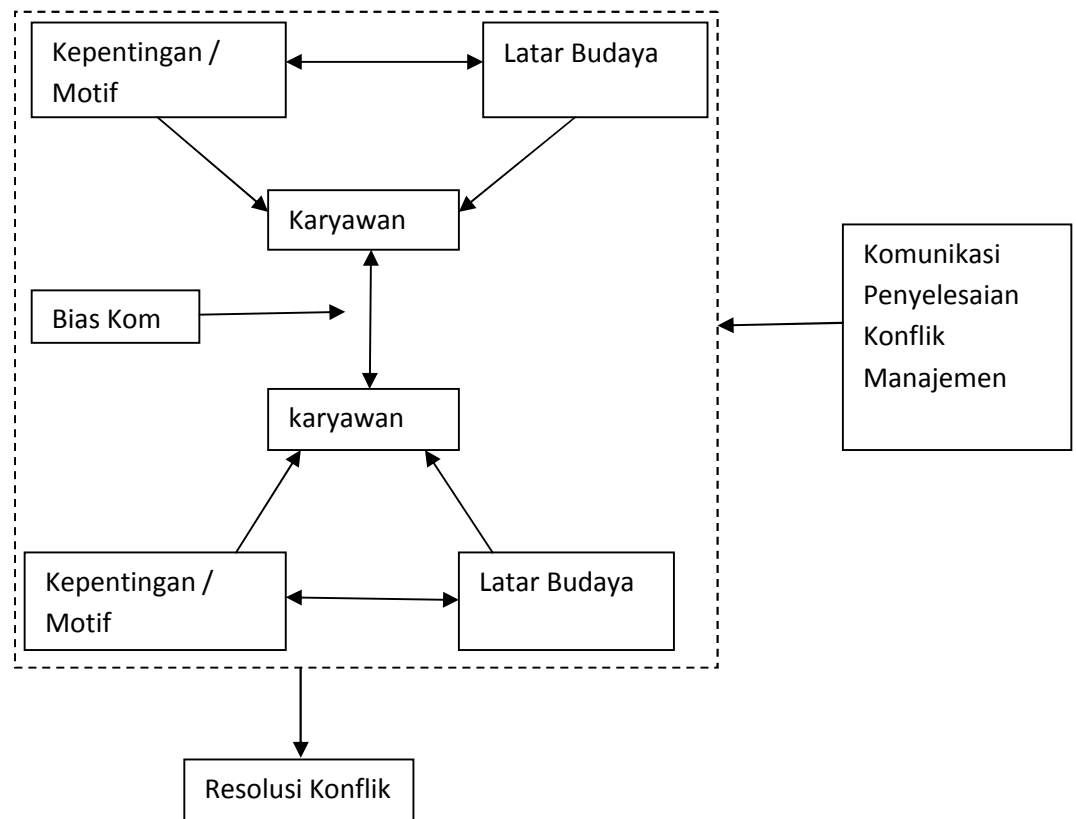 Kepentingan /
Motif
Latar Budaya
Karyawan
Bias Kom
karyawan
Kepentingan /
Motif
Latar Budaya
Komunikasi
Penyelesaian
Konflik
Manajemen
Resolusi Konflik